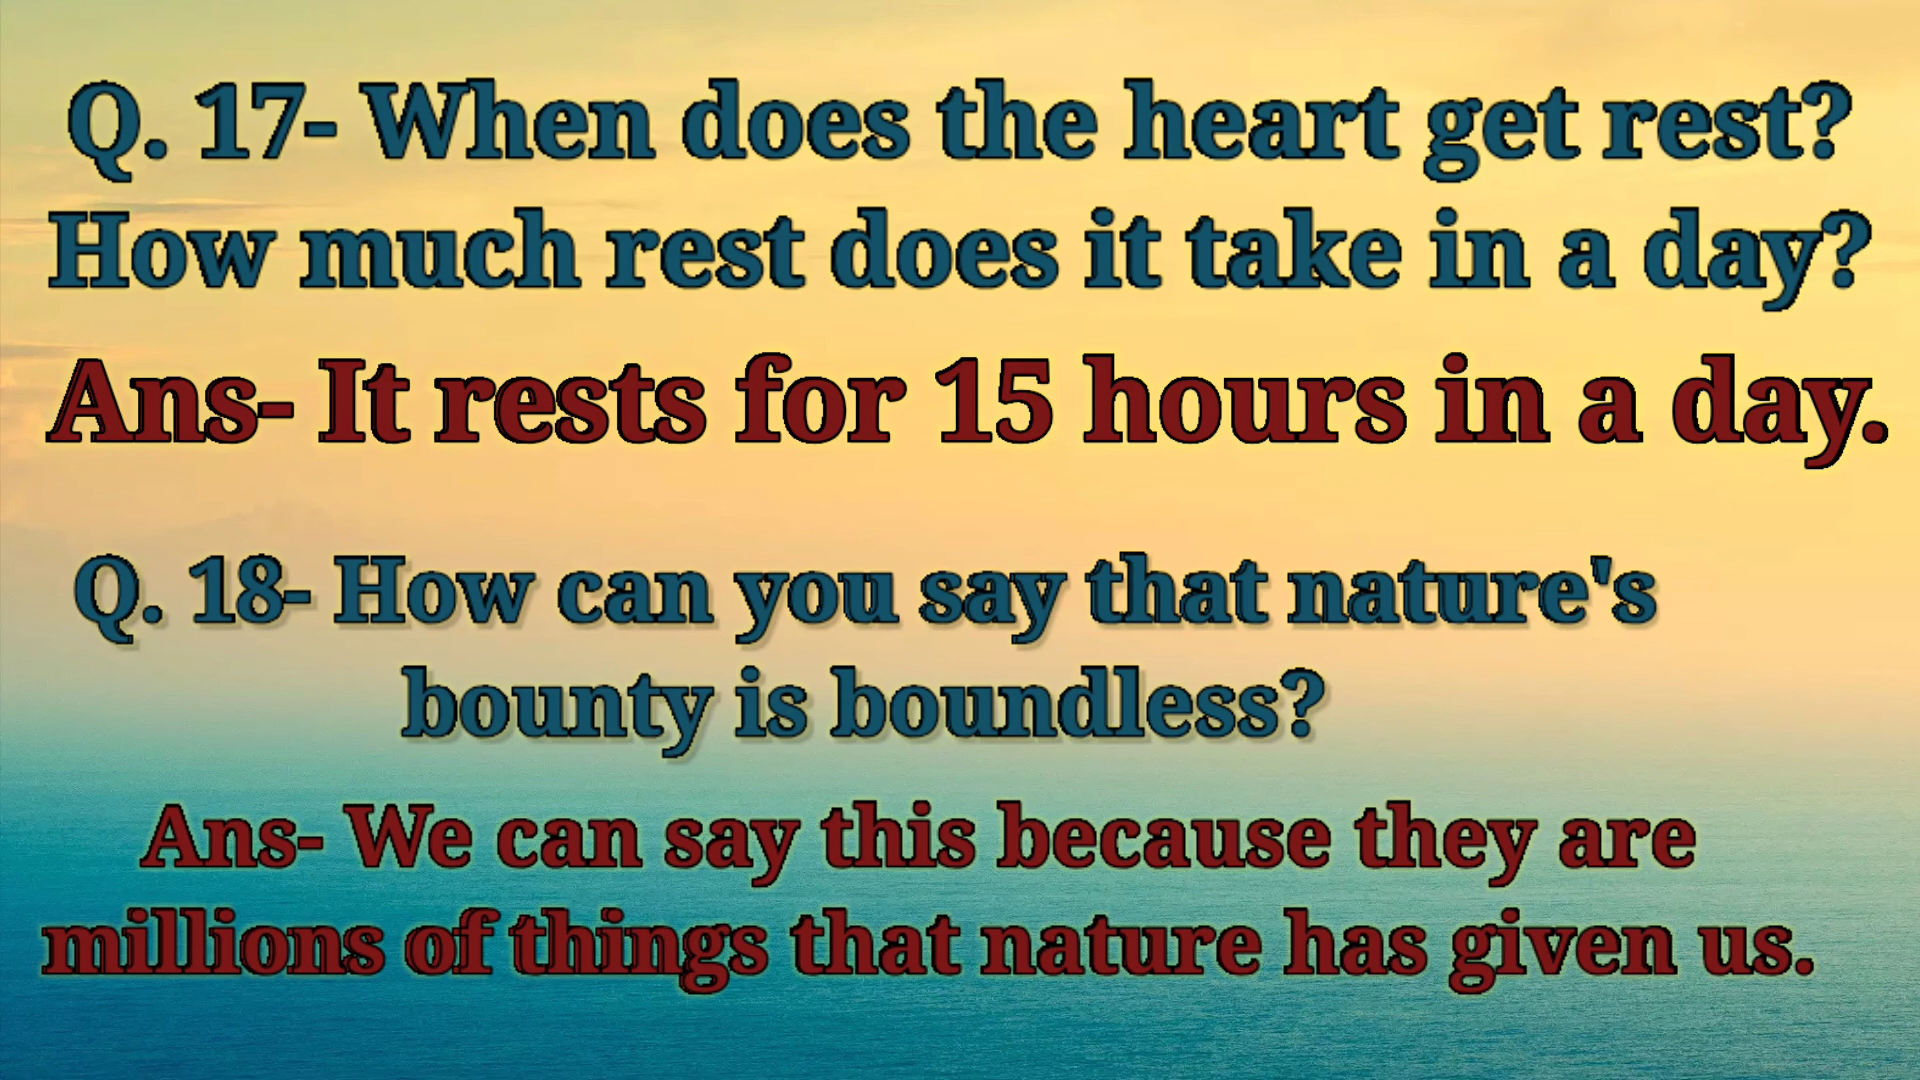 Q. 17- When does the heart get rest?
How much rest does it take in a day?
Ans- It rests for 15 hours in a day.
Q. 18- How can you say that nature's
bounty is boundless?
Ans- We can say this because they are
millions of things that nature has given us.